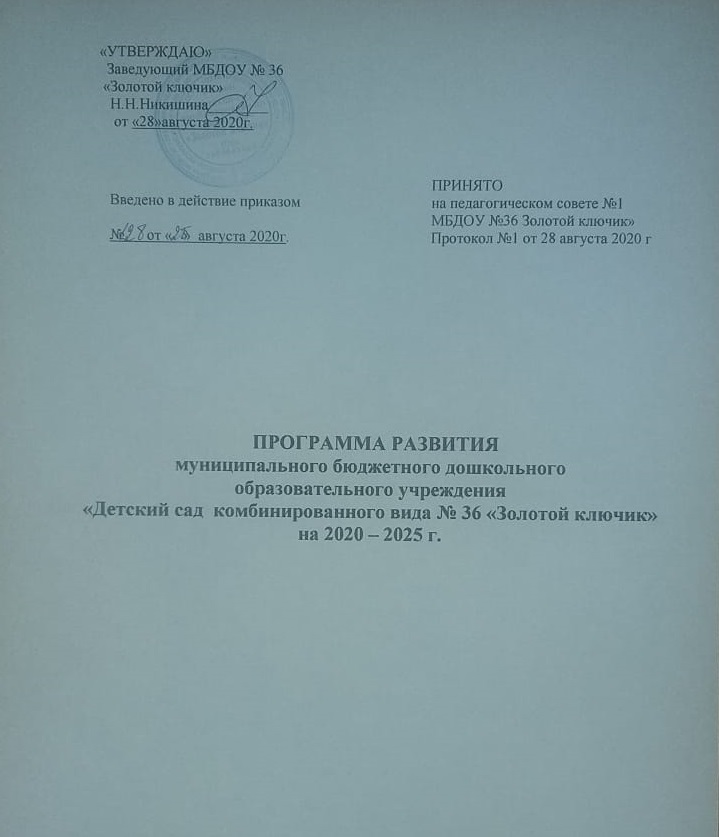 «УТВЕРЖДАЮ»
Заведующий МБДОУ № 36
«Золотой ключик»
Н.Н.Никишина
от «28»августа 2020г.
Введено в действие приказом
№ от « » августа 2020г.
ПРИНЯТО
на педагогическом совете №1
МБДОУ №36 Золотой ключик»
Протокол №1 от 28 августа 2020 г
ПРОГРАММА РАЗВИТИЯ
муниципального бюджетного дошкольного
образовательного учреждения
«Детский сад комбинированного вида № 36 «Золотой ключик»
на 2020 – 2025 г.